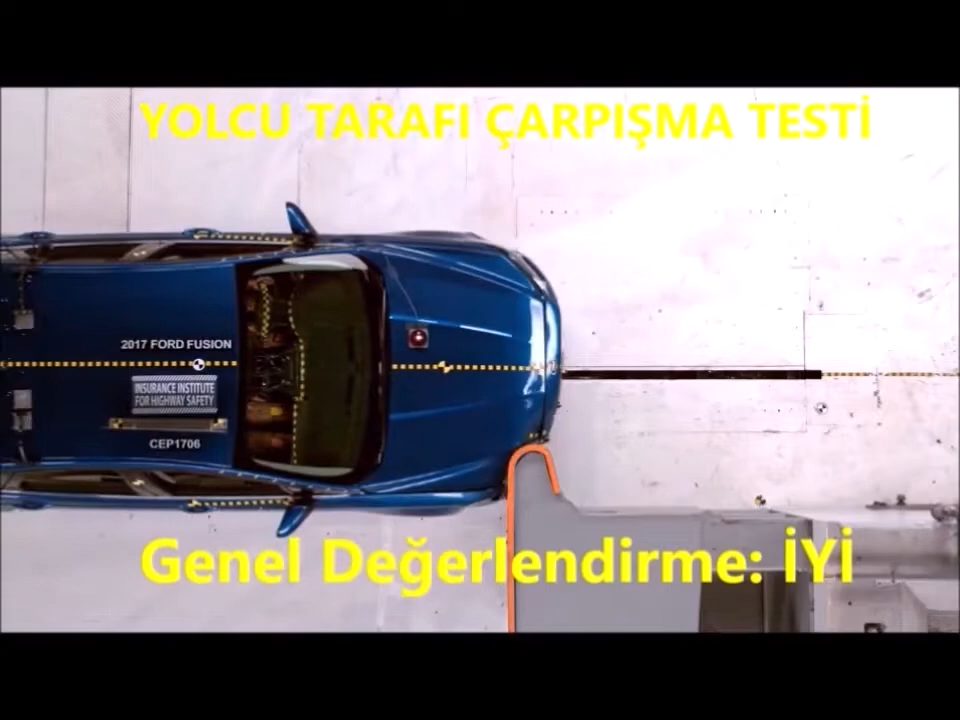 YOLCU TARAFI ÇARPIŞMA TESTİ
2017 FORD FUSION
INSURANCE INSTITUTE
FOR HIGHWAY SAFETY
CEP1706
Genel Değerlendirme: İYİ